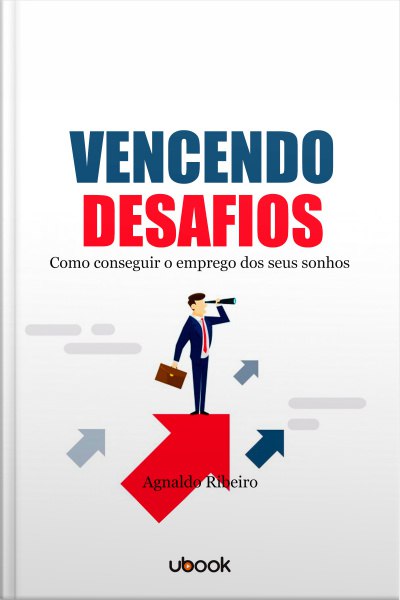 VENCENDO
DESAFIOS
Como conseguir o emprego dos seus sonhos
Agnaldo Ribeiro
ubook